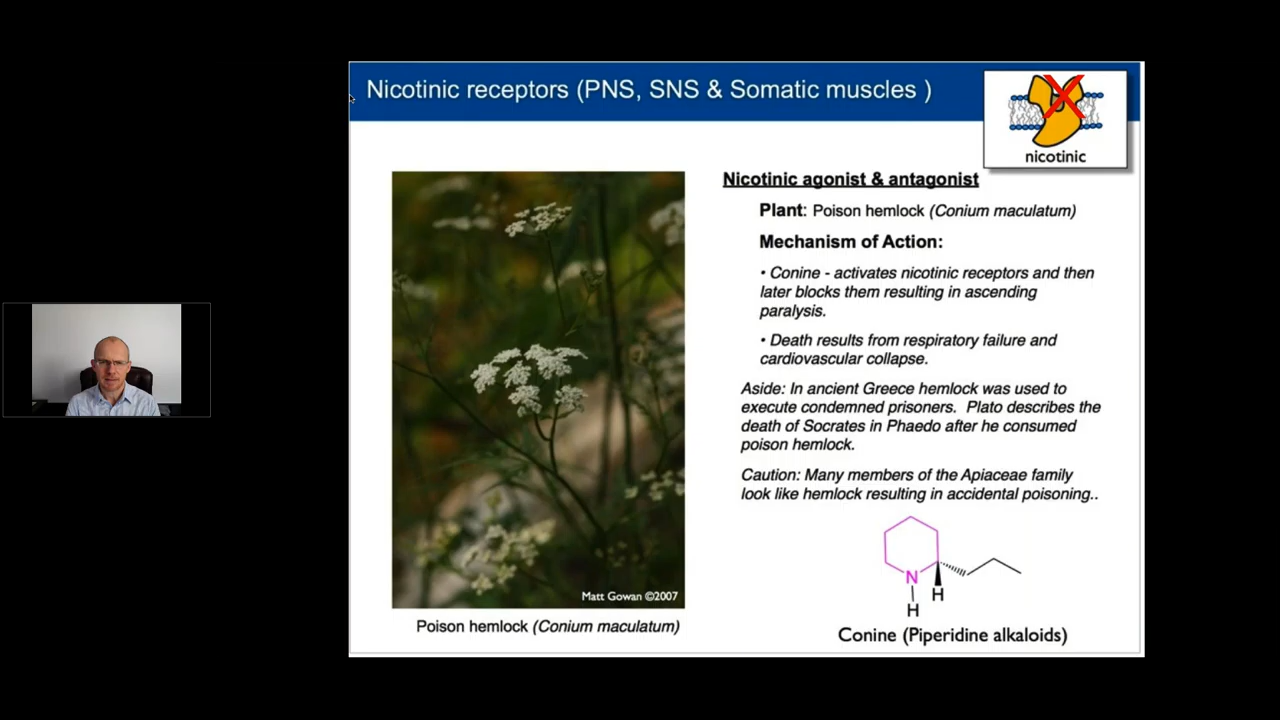 Nicotinic receptors (PNS, SNS & Somatic muscles )
nicotinic
Nicotinic agonist & antagonist
Plant: Poison hemlock (Conium maculatum)
Mechanism of Action:
• Conine - activates nicotinic receptors and then
later blocks them resulting in ascending
paralysis.
• Death results from respiratory failure and
cardiovascular collapse.
Aside: In ancient Greece hemlock was used to
execute condemned prisoners. Plato describes the
death of Socrates in Phaedo after he consumed
poison hemlock.
Caution: Many members of the Apiaceae family
look like hemlock resulting in accidental poisoning..
N
H
H
Conine (Piperidine alkaloids)
Matt Gowan ©2007
Poison hemlock (Conium maculatum)